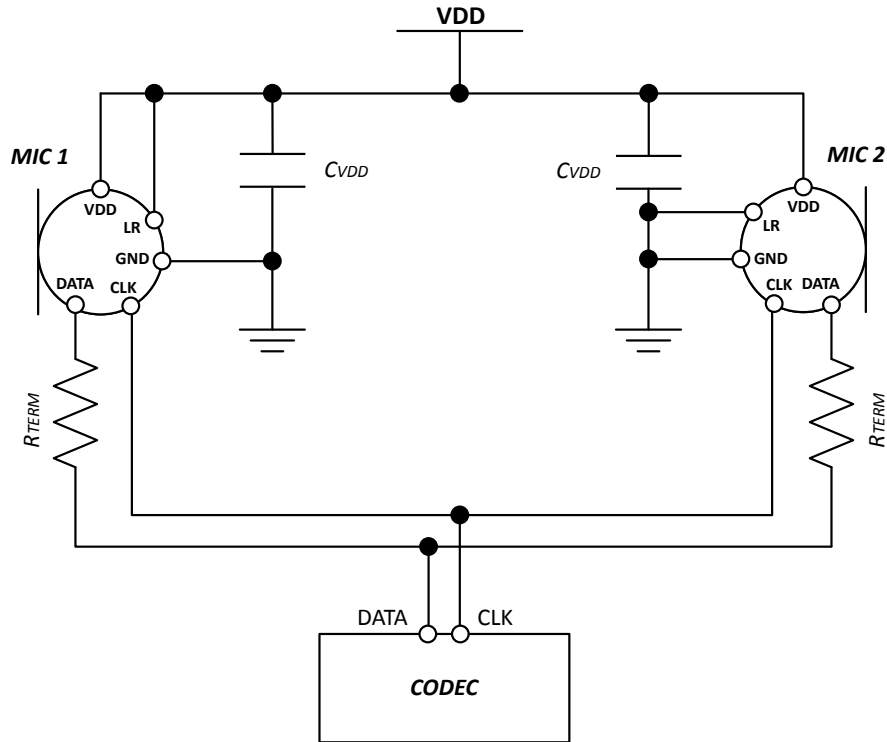 VDD
MIC 1
MIC 2
CVDD
CVDD
VDD
LR
GND
DATA
CLK
VDD
LR
GND
CLK
DATA
RTERM
RTERM
DATA
CLK
CODEC